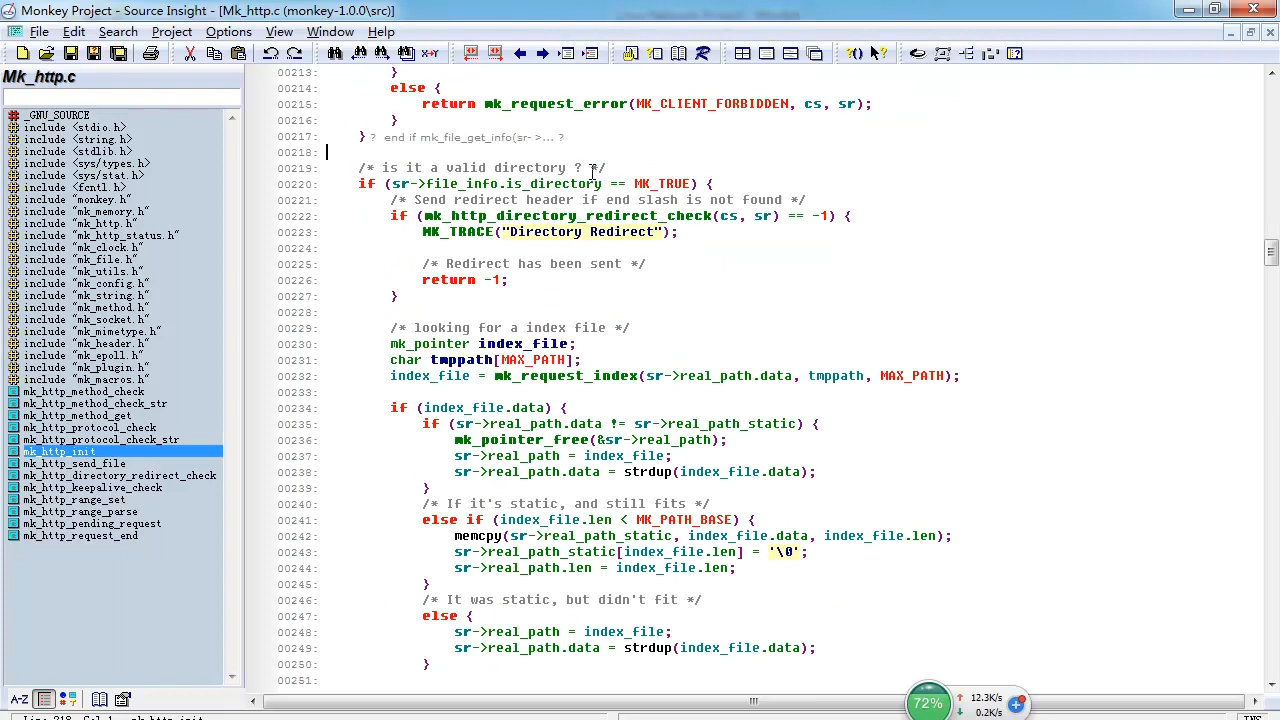 Monkey Project - Source Insight - [Mk_http.c (monkey-1.0.0\src)]
File Edit Search Project Options View Window Help
Mk_http.c
_GNU_SOURCE
include <stdio.h>
include <string.h>
include <stdlib.h>
include <sys/types.h>
include <sys/stat.h>
include <fcntl.h>
include "monkey.h"
include "mk_memory.h"
include "mk_http.h"
include "mk_http_status.h"
include "mk_clock.h"
include "mk_file.h"
include "mk_utils.h"
include "mk_config.h"
include "mk_string.h"
include "mk_method.h"
include "mk_socket.h"
include "mk_mimetype.h"
include "mk_header.h"
include "mk_epoll.h"
include "mk_plugin.h"
include "mk_macros.h"
mk_http_method_check
mk_http_method_check_str
mk_http_method_get
mk_http_protocol_check
mk_http_protocol_check_str
mk_http_init
mk_http_send_file
mk_http_directory_redirect_check
mk_http_keepalive_check
mk_http_range_set
mk_http_range_parse
mk_http_pending_request
mk_http_request_end
A-Z
00213: }
00214: else {
00215: return mk_request_error(MK_CLIENT_FORBIDDEN, cs, sr);
00216: }
00217: } ? end if mk_file_get_info(sr->... ?
00218:
00219: /* is it a valid directory ? */
00220: if (sr->file_info.is_directory == MK_TRUE) {
00221: /* Send redirect header if end slash is not found */
00222: if (mk_http_directory_redirect_check(cs, sr) == -1) {
00223: MK_TRACE("Directory Redirect");
00224:
00225: /* Redirect has been sent */
00226: return -1;
00227: }
00228:
00229: /* looking for a index file */
00230: mk_pointer index_file;
00231: char tmppath[MAX_PATH];
00232: index_file = mk_request_index(sr->real_path.data, tmppath, MAX_PATH);
00233:
00234: if (index_file.data) {
00235: if (sr->real_path.data != sr->real_path_static) {
00236: mk_pointer_free(&sr->real_path);
00237: sr->real_path = index_file;
00238: sr->real_path.data = strdup(index_file.data);
00239: }
00240: /* If it's static, and still fits */
00241: else if (index_file.len < MK_PATH_BASE) {
00242: memcpy(sr->real_path_static, index_file.data, index_file.len);
00243: sr->real_path_static[index_file.len] = '\0';
00244: sr->real_path.len = index_file.len;
00245: }
00246: /* It was static, but didn't fit */
00247: else {
00248: sr->real_path = index_file;
00249: sr->real_path.data = strdup(index_file.data);
00250: }
00251:
72%
12.3K/s
0.2K/s